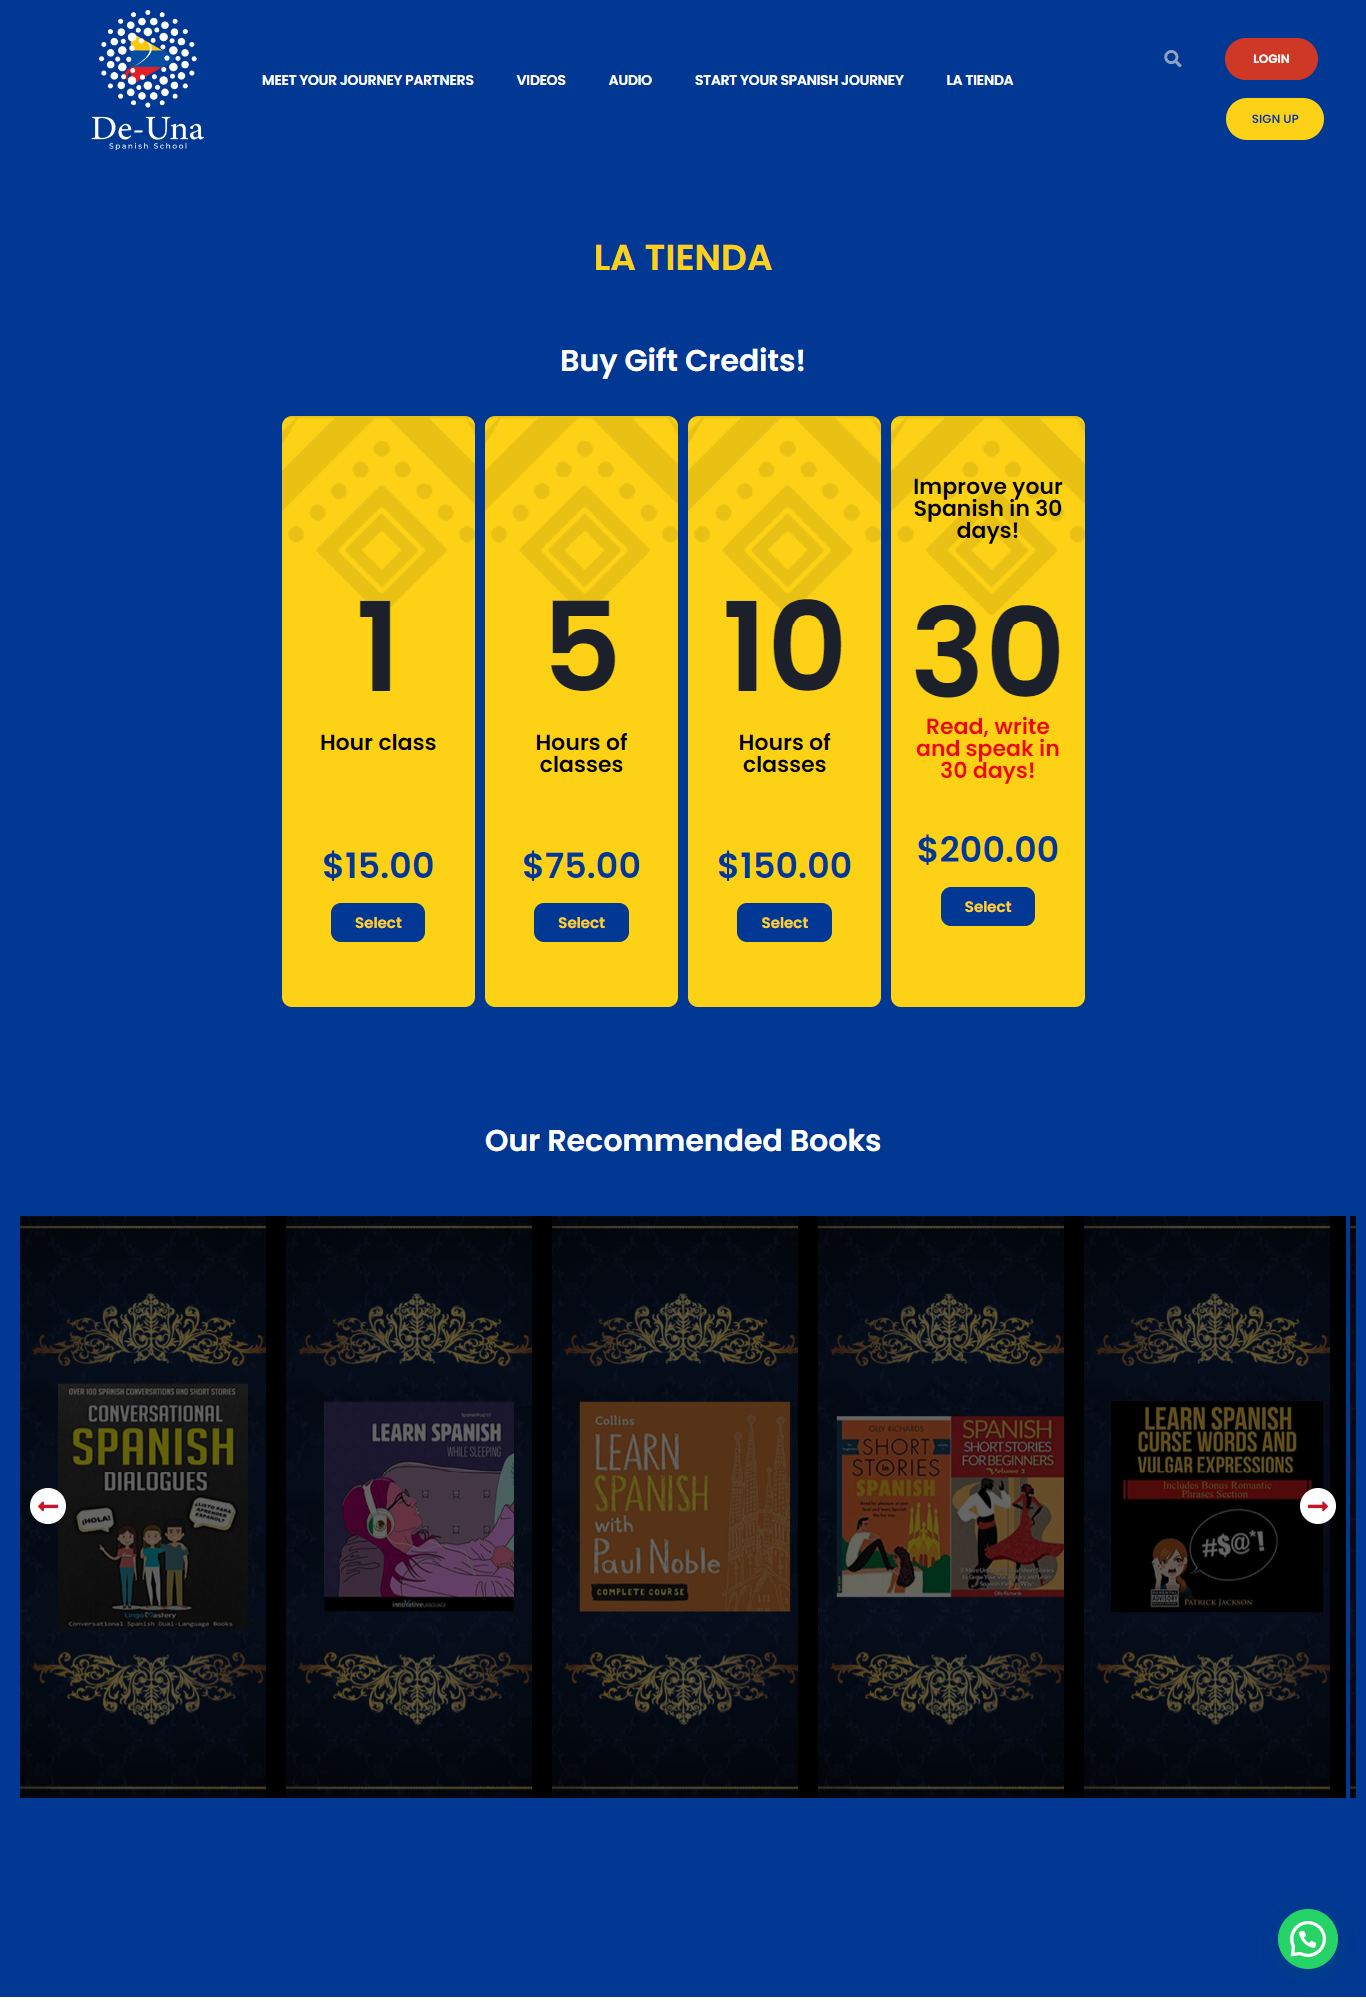 De-Una
Spanish School
MEET YOUR JOURNEY PARTNERS
VIDEOS
AUDIO
START YOUR SPANISH JOURNEY
LA TIENDA
LOGIN
SIGN UP
LA TIENDA
Buy Gift Credits!
1
Hour class
$15.00
Select
5
Hours of
classes
$75.00
Select
10
Hours of
classes
$150.00
Select
Improve your
Spanish in 30
days!
30
Read, write
and speak in
30 days!
$200.00
Select
Our Recommended Books
OVER 100 SPANISH CONVERSATIONS AND SHORT STORIES
CONVERSATIONAL
SPANISH
DIALOGUES
¡HOLA!
¿LISTO PARA
APRENDER
ESPAÑOL?
Lingo Mastery
Conversational Spanish Dual-Language Books
LEARN SPANISH
WHILE SLEEPING
innovative LANGUAGE
Collins
LEARN
SPANISH
with
Paul Noble
COMPLETE COURSE
OLLY RICHARDS
SHORT
STORIES
in
SPANISH
SPANISH
SHORT STORIES
FOR BEGINNERS
Volume 2
Olly Richards
LEARN SPANISH
CURSE WORDS AND
VULGAR EXPRESSIONS
Includes Bonus Romantic
Phrases Section
#$@*!
PATRICK JACKSON